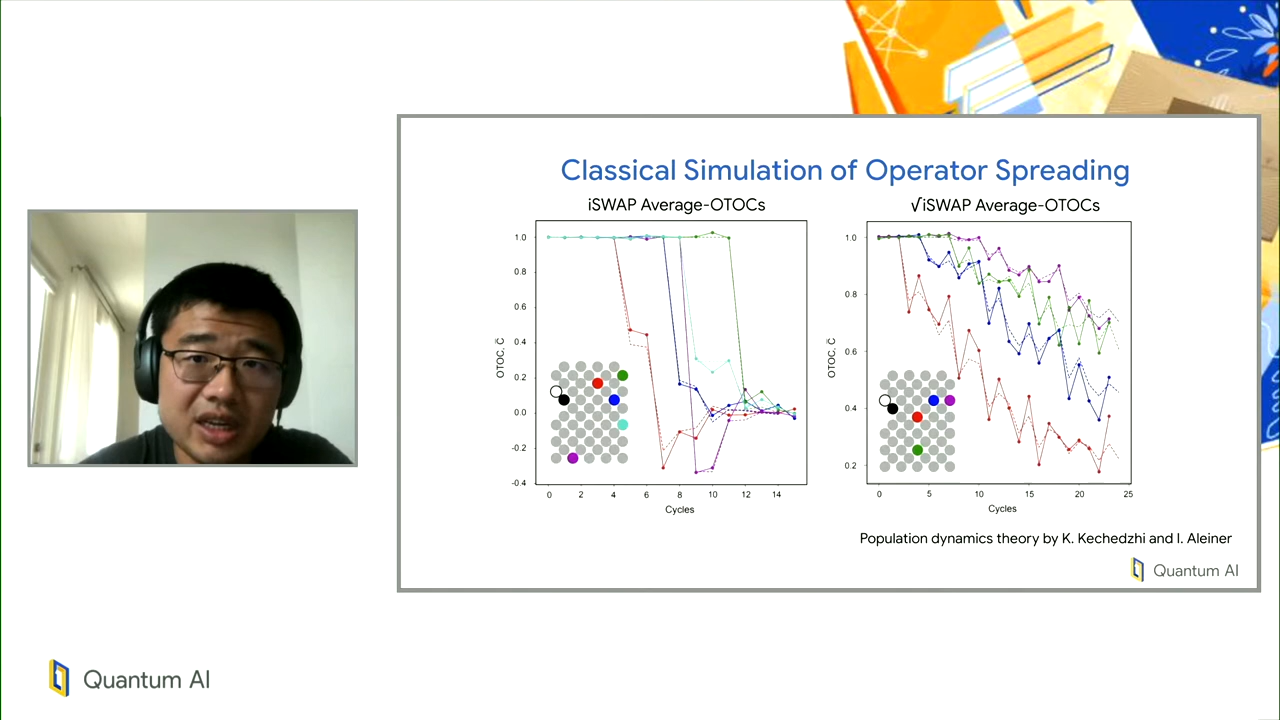 Classical Simulation of Operator Spreading
iSWAP Average-OTOCs
OTOC, C̄
1.0
0.8
0.6
0.4
0.2
0.0
-0.2
-0.4
0 2 4 6 8 10 12 14
Cycles
√iSWAP Average-OTOCs
OTOC, C̄
1.0
0.8
0.6
0.4
0.2
0 5 10 15 20 25
Cycles
Population dynamics theory by K. Kechedzhi and I. Aleiner
Quantum AI
Quantum AI